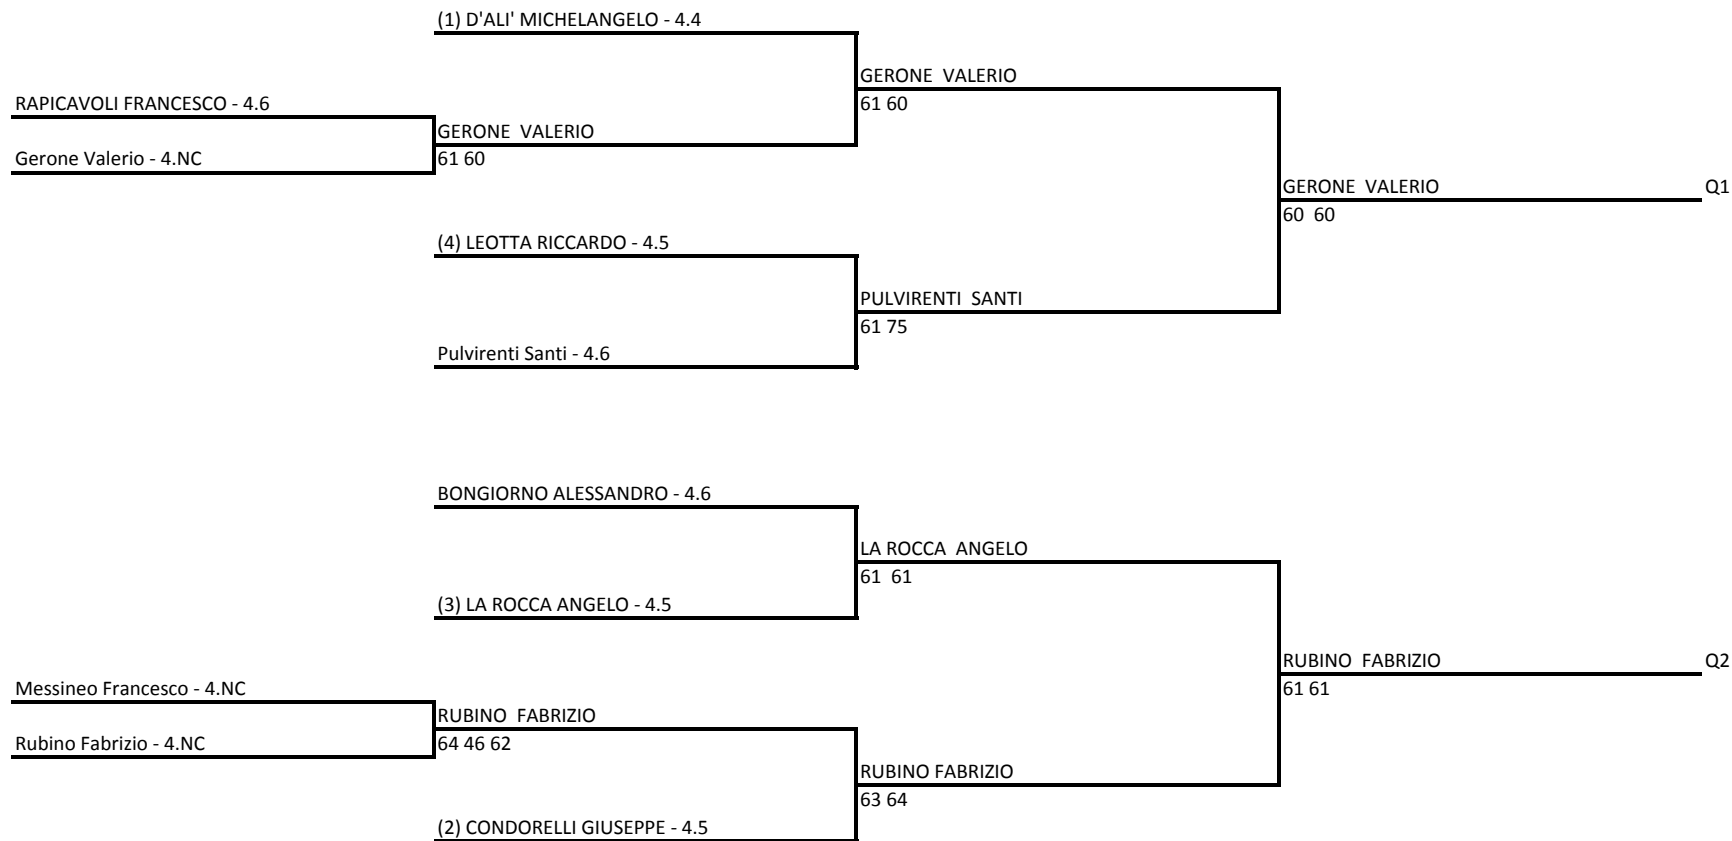 (1) D'ALI' MICHELANGELO - 4.4
GERONE  VALERIO
RAPICAVOLI FRANCESCO - 4.6
61 60
GERONE  VALERIO
Gerone Valerio - 4.NC
61 60
GERONE  VALERIO
Q1
60  60
(4) LEOTTA RICCARDO - 4.5
PULVIRENTI  SANTI
61 75
Pulvirenti Santi - 4.6
BONGIORNO ALESSANDRO - 4.6
LA ROCCA  ANGELO
61  61
(3) LA ROCCA ANGELO - 4.5
RUBINO  FABRIZIO
Q2
Messineo Francesco - 4.NC
61 61
RUBINO  FABRIZIO
Rubino Fabrizio - 4.NC
64 46 62
RUBINO FABRIZIO
63 64
(2) CONDORELLI GIUSEPPE - 4.5